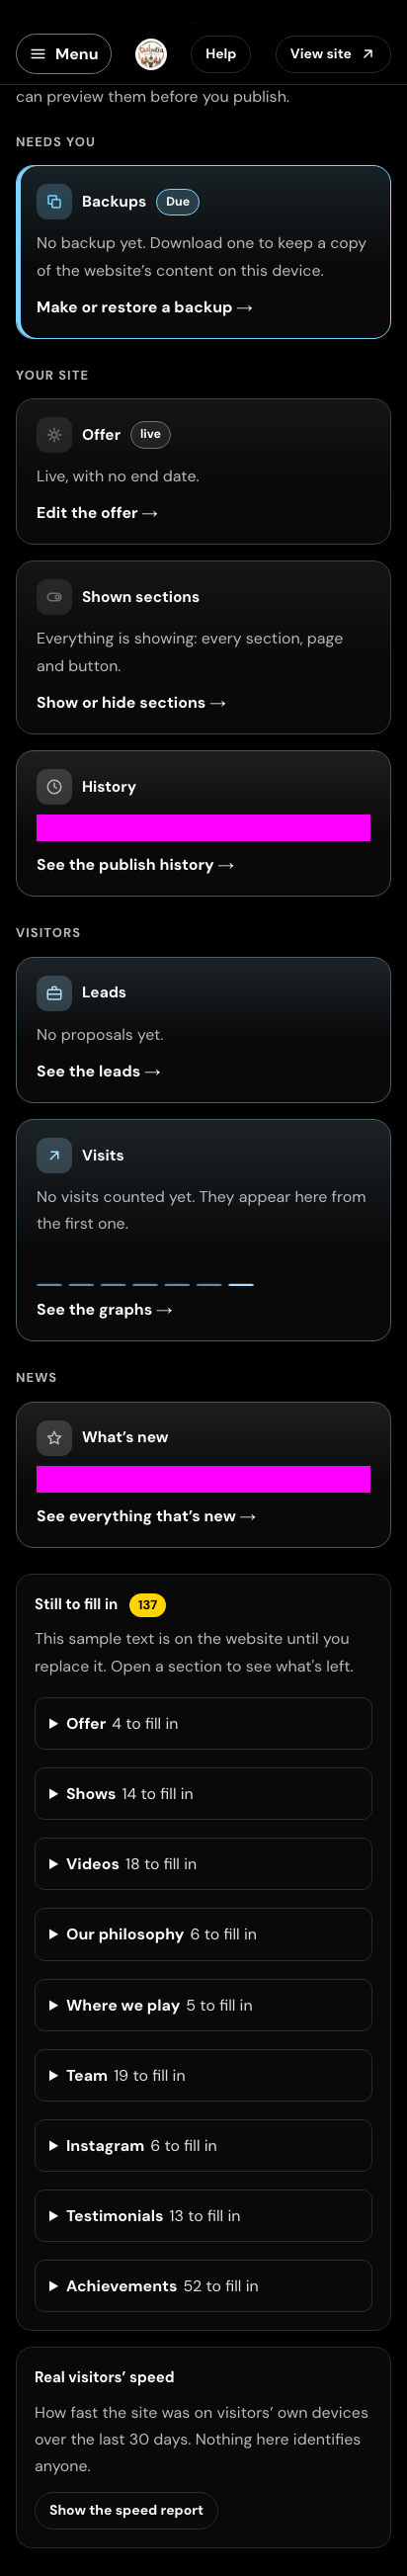 Menu
Help
View site
can preview them before you publish.
NEEDS YOU
Backups
Due
No backup yet. Download one to keep a copy
of the website’s content on this device.
Make or restore a backup →
YOUR SITE
Offer
live
Live, with no end date.
Edit the offer →
Shown sections
Everything is showing: every section, page
and button.
Show or hide sections →
History
See the publish history →
VISITORS
Leads
No proposals yet.
See the leads →
Visits
No visits counted yet. They appear here from
the first one.
See the graphs →
NEWS
What’s new
See everything that’s new →
Still to fill in 137
This sample text is on the website until you
replace it. Open a section to see what's left.
Offer 4 to fill in
Shows 14 to fill in
Videos 18 to fill in
Our philosophy 6 to fill in
Where we play 5 to fill in
Team 19 to fill in
Instagram 6 to fill in
Testimonials 13 to fill in
Achievements 52 to fill in
Real visitors’ speed
How fast the site was on visitors’ own devices
over the last 30 days. Nothing here identifies
anyone.
Show the speed report